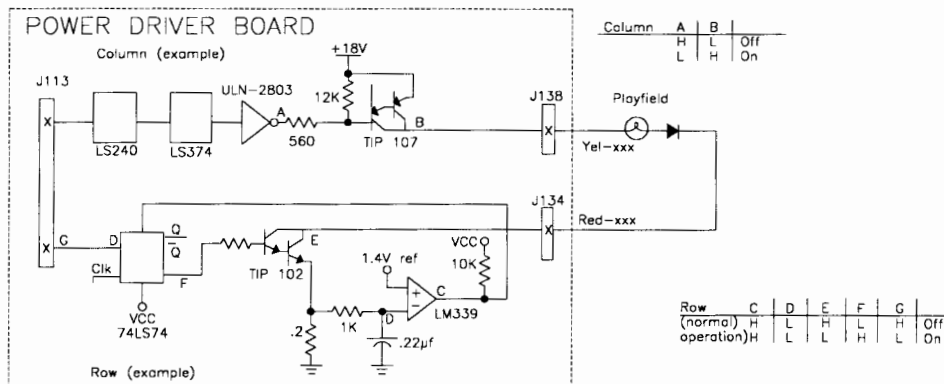 POWER DRIVER BOARD
Column (example)
+18V
J113
ULN-2803
12K
A
B
X
LS240
LS374
560
TIP 107
J138
X
Playfield
Yel-xxx
Column A B
H L Off
L H On
J134
X
Red-xxx
X
G
D
Q
Q̅
Clk
F
E
TIP 102
VCC
74LS74
1.4V ref
VCC
10K
+
−
C
LM339
1K
D
.2
.22µf
Row (example)
Row C D E F G
(normal) H L H L H Off
operation) H L L H L On